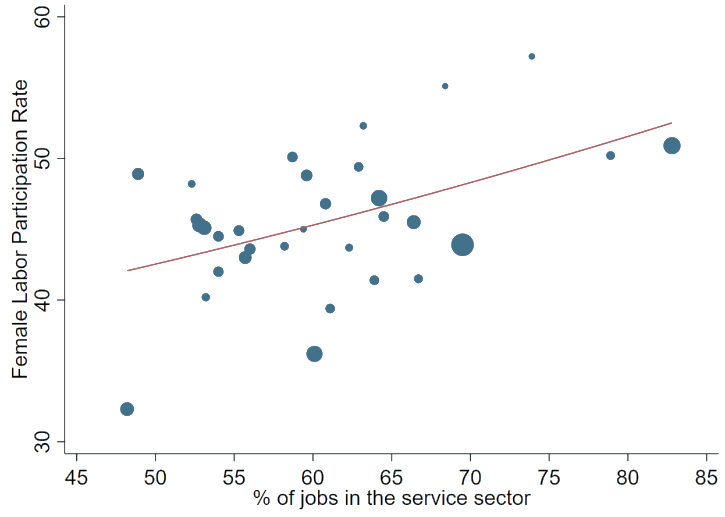 60
50
40
30
Female Labor Participation Rate
45 50 55 60 65 70 75 80 85
% of jobs in the service sector